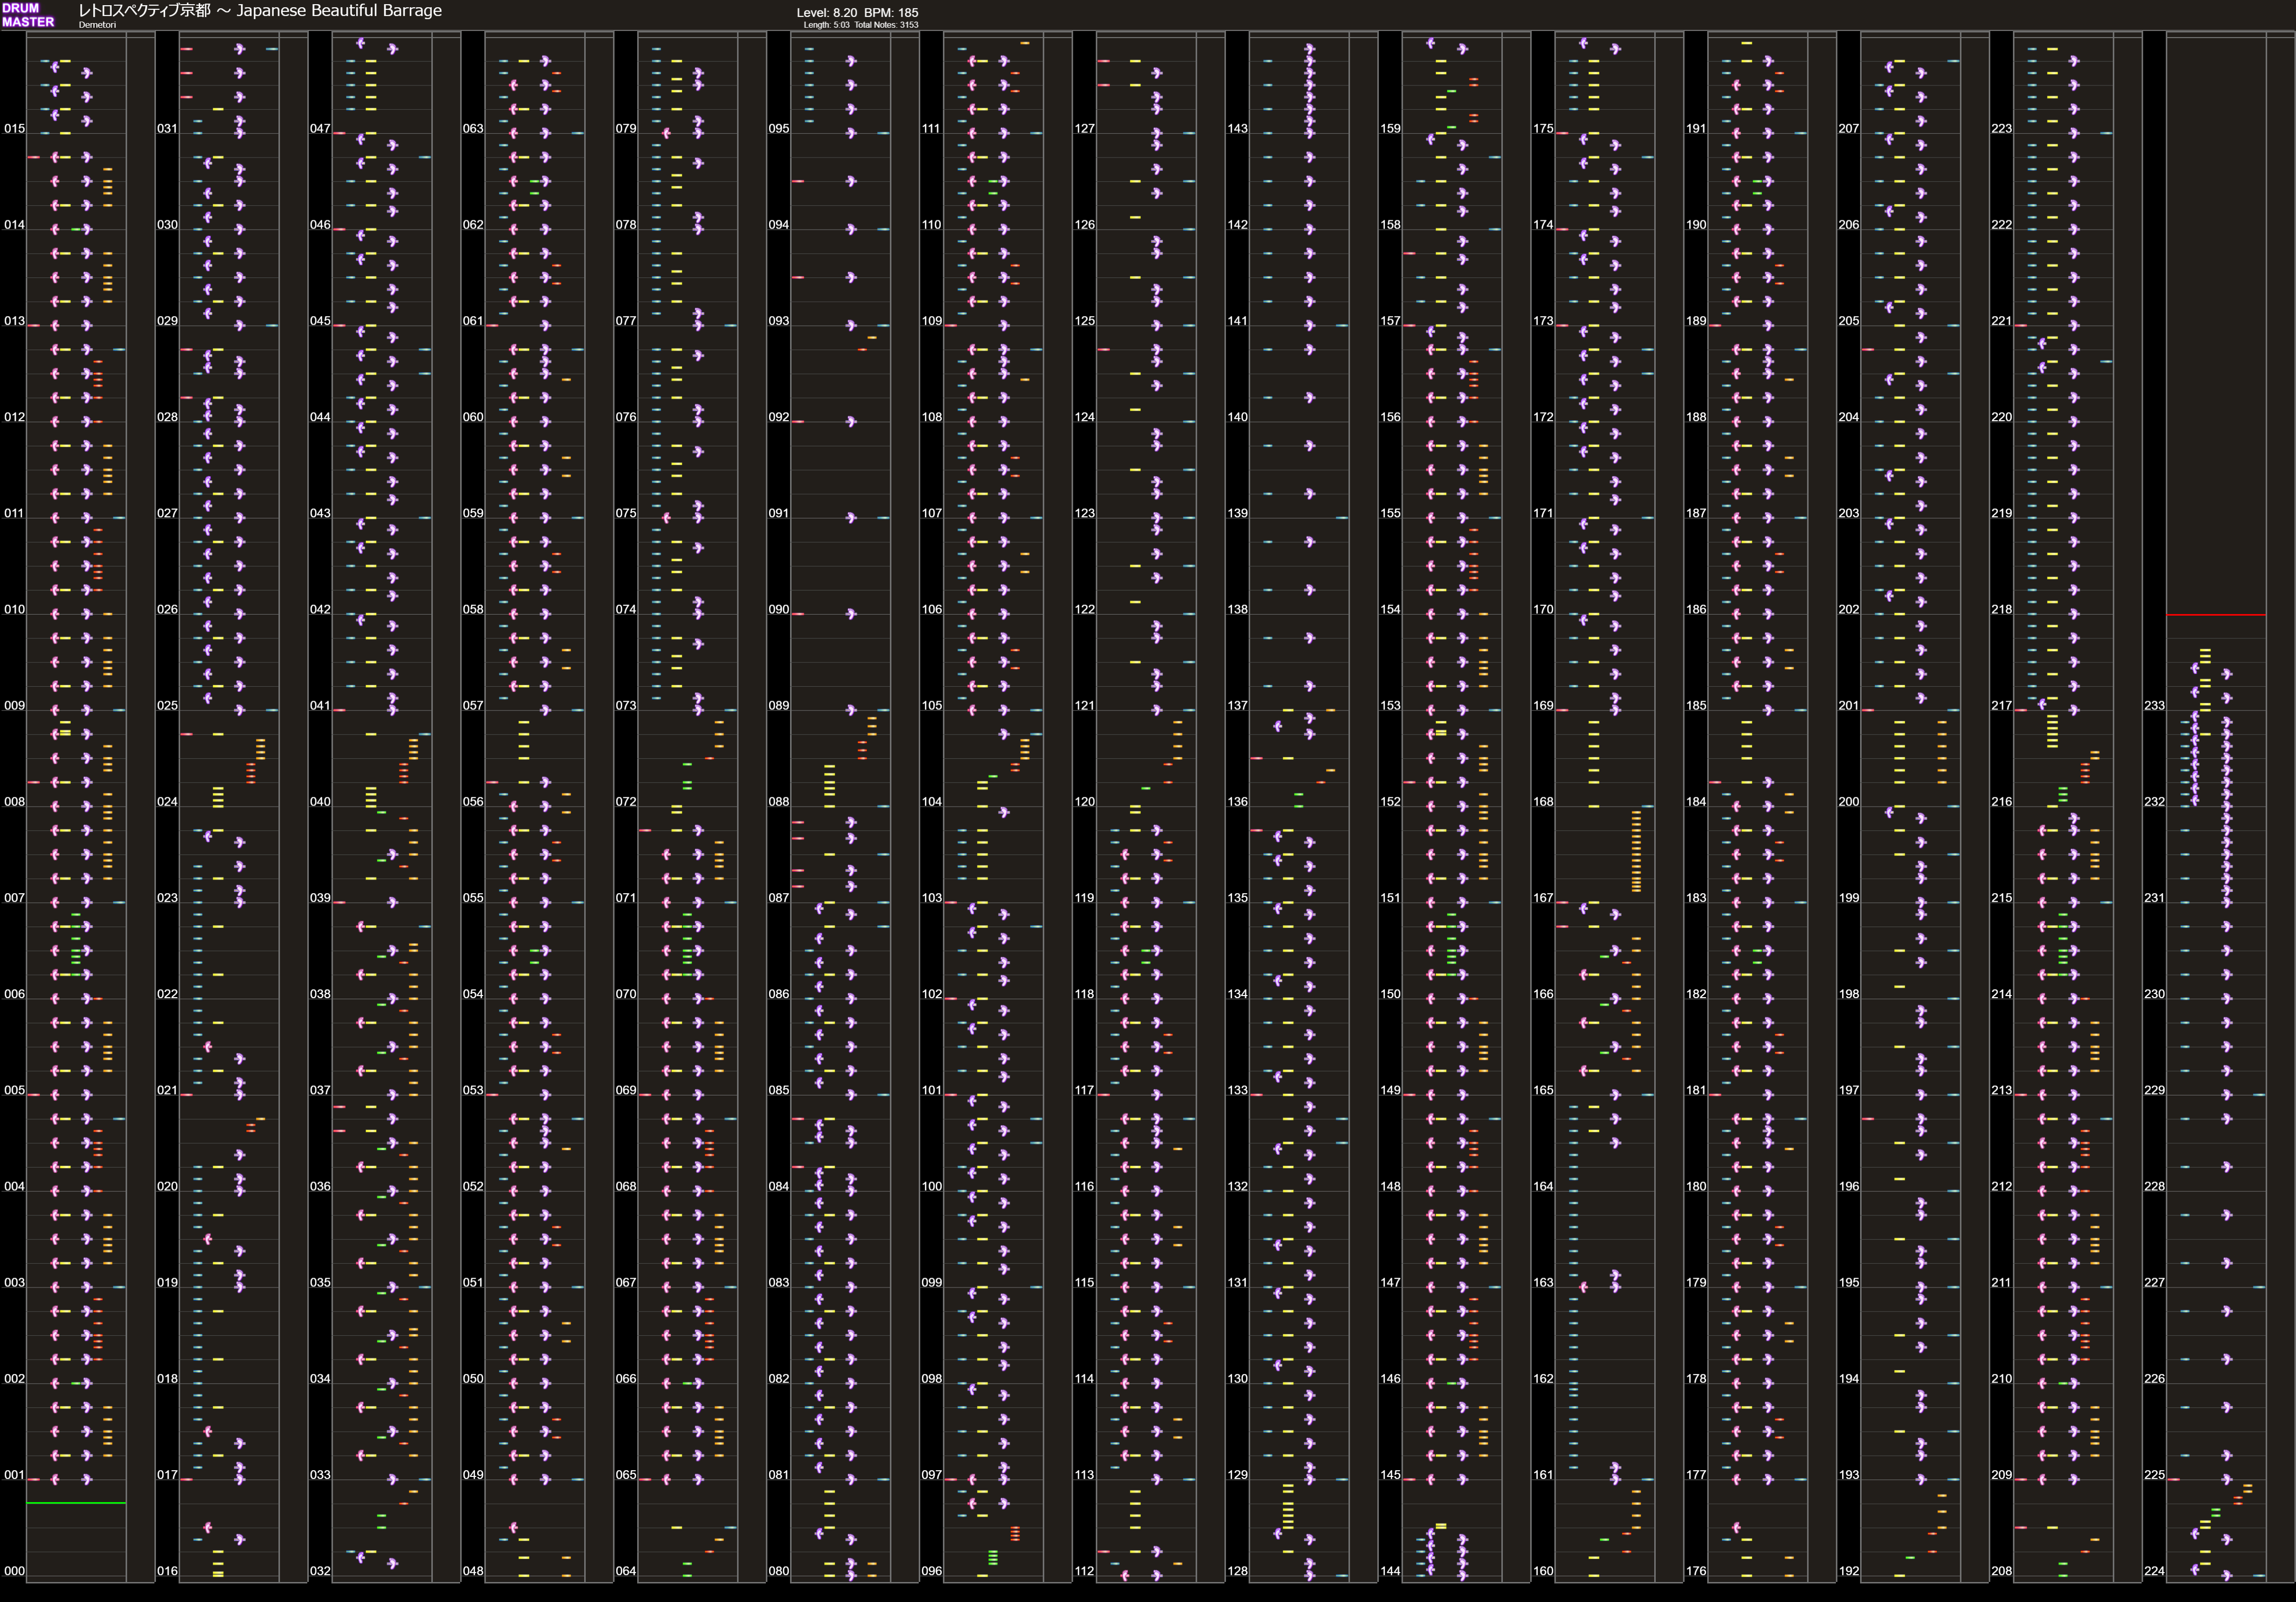 DRUM
MASTER
レトロスペクティブ京都 ～ Japanese Beautiful Barrage
Demetori
Level: 8.20 BPM: 185
Length: 5:03 Total Notes: 3153
015 031 047 063 079 095 111 127 143 159 175 191 207 223
014 030 046 062 078 094 110 126 142 158 174 190 206 222
013 029 045 061 077 093 109 125 141 157 173 189 205 221
012 028 044 060 076 092 108 124 140 156 172 188 204 220
011 027 043 059 075 091 107 123 139 155 171 187 203 219
010 026 042 058 074 090 106 122 138 154 170 186 202 218
009 025 041 057 073 089 105 121 137 153 169 185 201 217 233
008 024 040 056 072 088 104 120 136 152 168 184 200 216 232
007 023 039 055 071 087 103 119 135 151 167 183 199 215 231
006 022 038 054 070 086 102 118 134 150 166 182 198 214 230
005 021 037 053 069 085 101 117 133 149 165 181 197 213 229
004 020 036 052 068 084 100 116 132 148 164 180 196 212 228
003 019 035 051 067 083 099 115 131 147 163 179 195 211 227
002 018 034 050 066 082 098 114 130 146 162 178 194 210 226
001 017 033 049 065 081 097 113 129 145 161 177 193 209 225
000 016 032 048 064 080 096 112 128 144 160 176 192 208 224